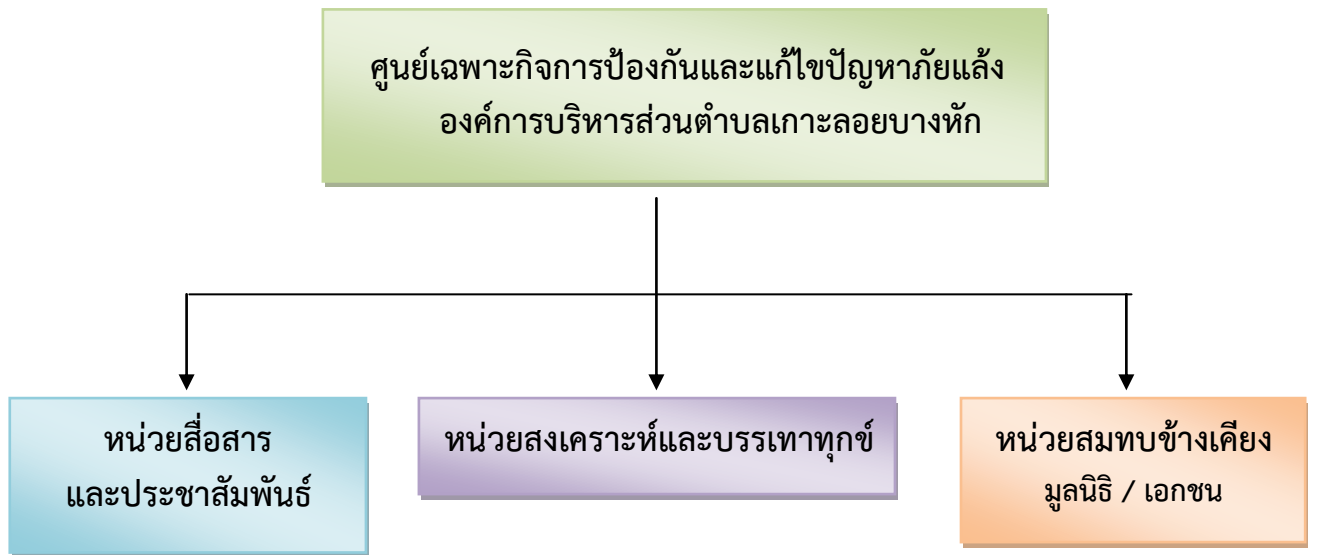 ศูนย์เฉพาะกิจการป้องกันและแก้ไขปัญหาภัยแล้ง
องค์การบริหารส่วนตำบลเกาะลอยบางหัก
หน่วยสื่อสาร
และประชาสัมพันธ์
หน่วยสงเคราะห์และบรรเทาทุกข์
หน่วยสมทบข้างเคียง
มูลนิธิ / เอกชน